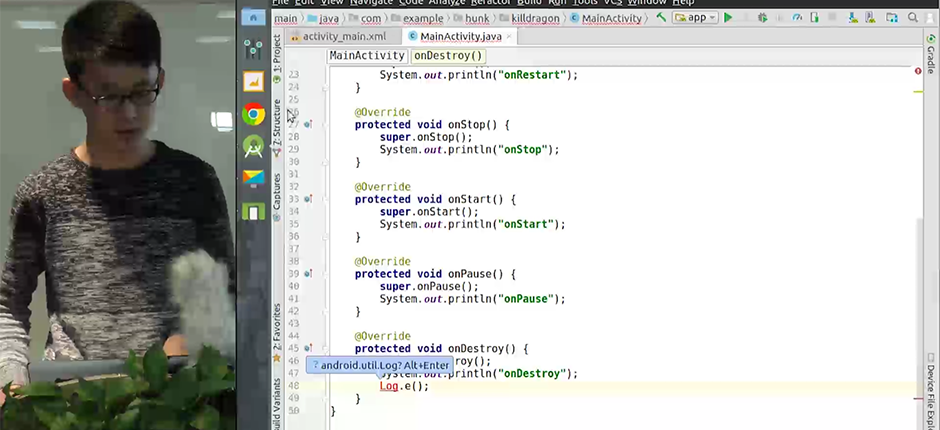 File Edit View Navigate Code Analyze Refactor Build Run Tools VCS Window Help
main java com example hunk killdragon MainActivity app
activity_main.xml MainActivity.java
MainActivity onDestroy()
23 System.out.println("onRestart");
24 }
25
26 @Override
27 protected void onStop() {
28 super.onStop();
29 System.out.println("onStop");
30 }
31
32 @Override
33 protected void onStart() {
34 super.onStart();
35 System.out.println("onStart");
36 }
37
38 @Override
39 protected void onPause() {
40 super.onPause();
41 System.out.println("onPause");
42 }
43
44 @Override
45 protected void onDestroy() {
46 roy();
? android.util.Log? Alt+Enter
47 System.out.println("onDestroy");
48 Log.e();
49 }
50 }
1: Project
7: Structure
Captures
2: Favorites
Build Variants
Gradle
Device File Explo